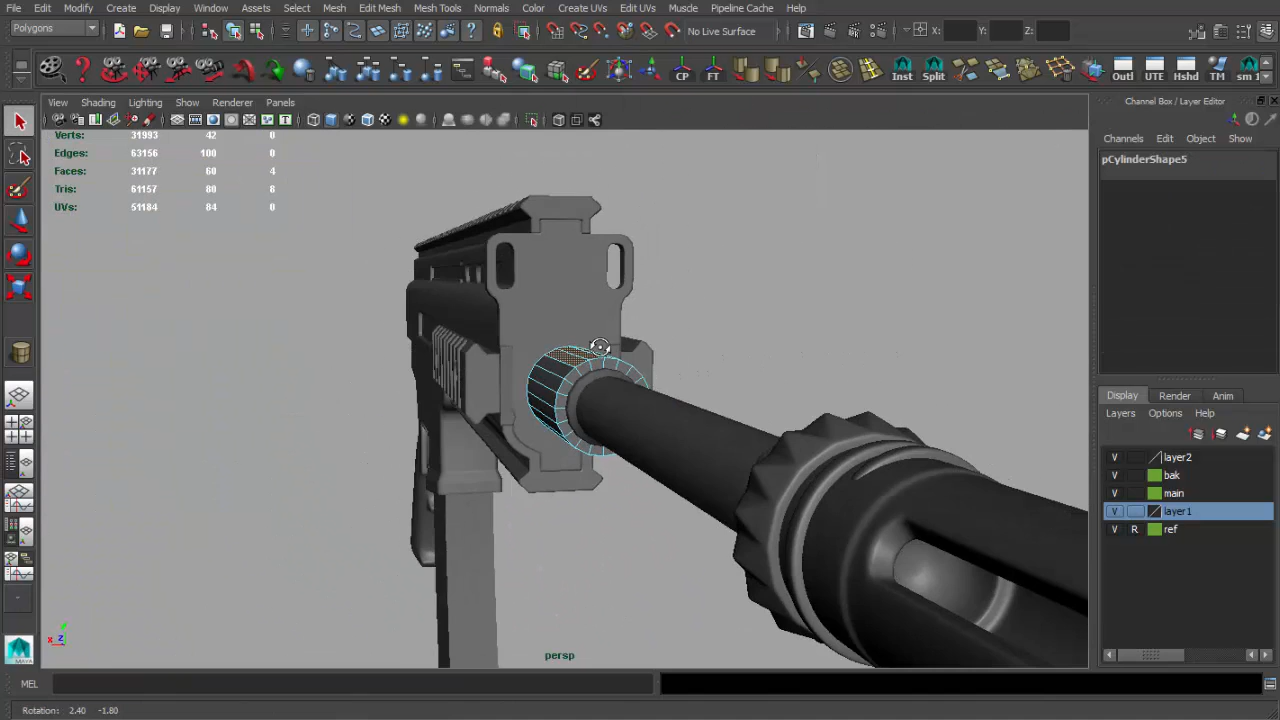 File Edit Modify Create Display Window Assets Select Mesh Edit Mesh Mesh Tools Normals Color Create UVs Edit UVs Muscle Pipeline Cache Help
Polygons No Live Surface X: Y: Z:
CP FT Inst Split Outl UTE Hshd TM sm 1
View Shading Lighting Show Renderer Panels
Channel Box / Layer Editor
Channels Edit Object Show
pCylinderShape5
Verts: 31993 42 0
Edges: 63156 100 0
Faces: 31177 60 4
Tris: 61157 80 8
UVs: 51184 84 0
Display Render Anim
Layers Options Help
V layer2
V bak
V main
V layer1
V R ref
x z
persp
MAYA
MEL
Rotation: 2.40 -1.80